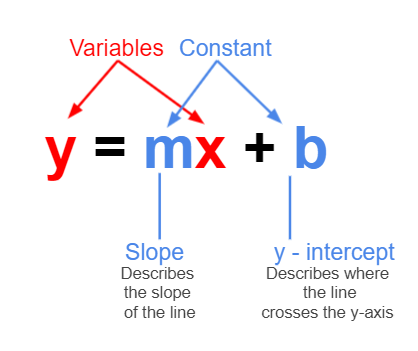 Variables Constant
y = mx + b
Slope
Describes
the slope
of the line
y - intercept
Describes where
the line
crosses the y-axis